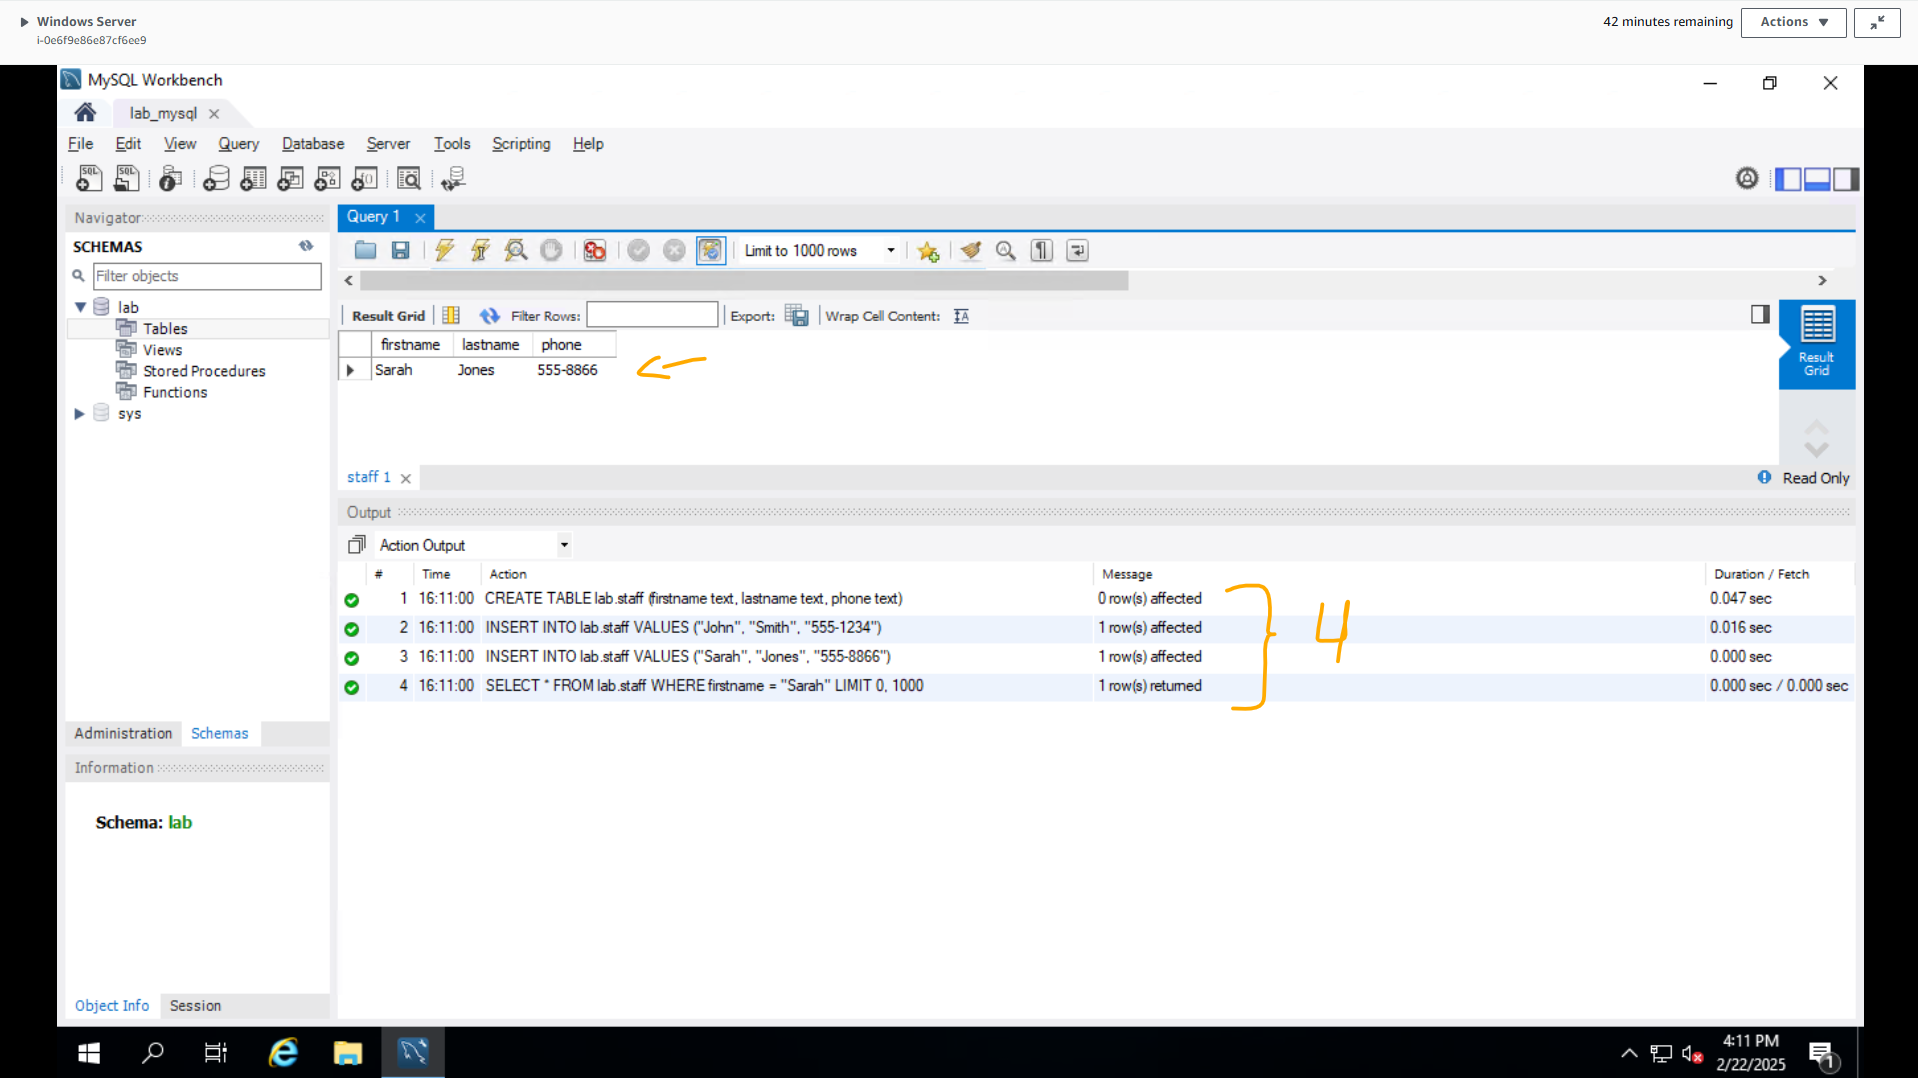 Windows Server
i-0e6f9e86e87cf6ee9
42 minutes remaining
Actions
MySQL Workbench
lab_mysql
File Edit View Query Database Server Tools Scripting Help
Navigator
SCHEMAS
Filter objects
lab
Tables
Views
Stored Procedures
Functions
sys
Administration Schemas
Information
Schema: lab
Object Info Session
Query 1
Limit to 1000 rows
Result Grid Filter Rows: Export: Wrap Cell Content:
firstname lastname phone
Sarah Jones 555-8866
Result
Grid
staff 1
Read Only
Output
Action Output
# Time Action Message Duration / Fetch
1 16:11:00 CREATE TABLE lab.staff (firstname text, lastname text, phone text) 0 row(s) affected 0.047 sec
2 16:11:00 INSERT INTO lab.staff VALUES ("John", "Smith", "555-1234") 1 row(s) affected 0.016 sec
3 16:11:00 INSERT INTO lab.staff VALUES ("Sarah", "Jones", "555-8866") 1 row(s) affected 0.000 sec
4 16:11:00 SELECT * FROM lab.staff WHERE firstname = "Sarah" LIMIT 0, 1000 1 row(s) returned 0.000 sec / 0.000 sec
4
4:11 PM
2/22/2025
1